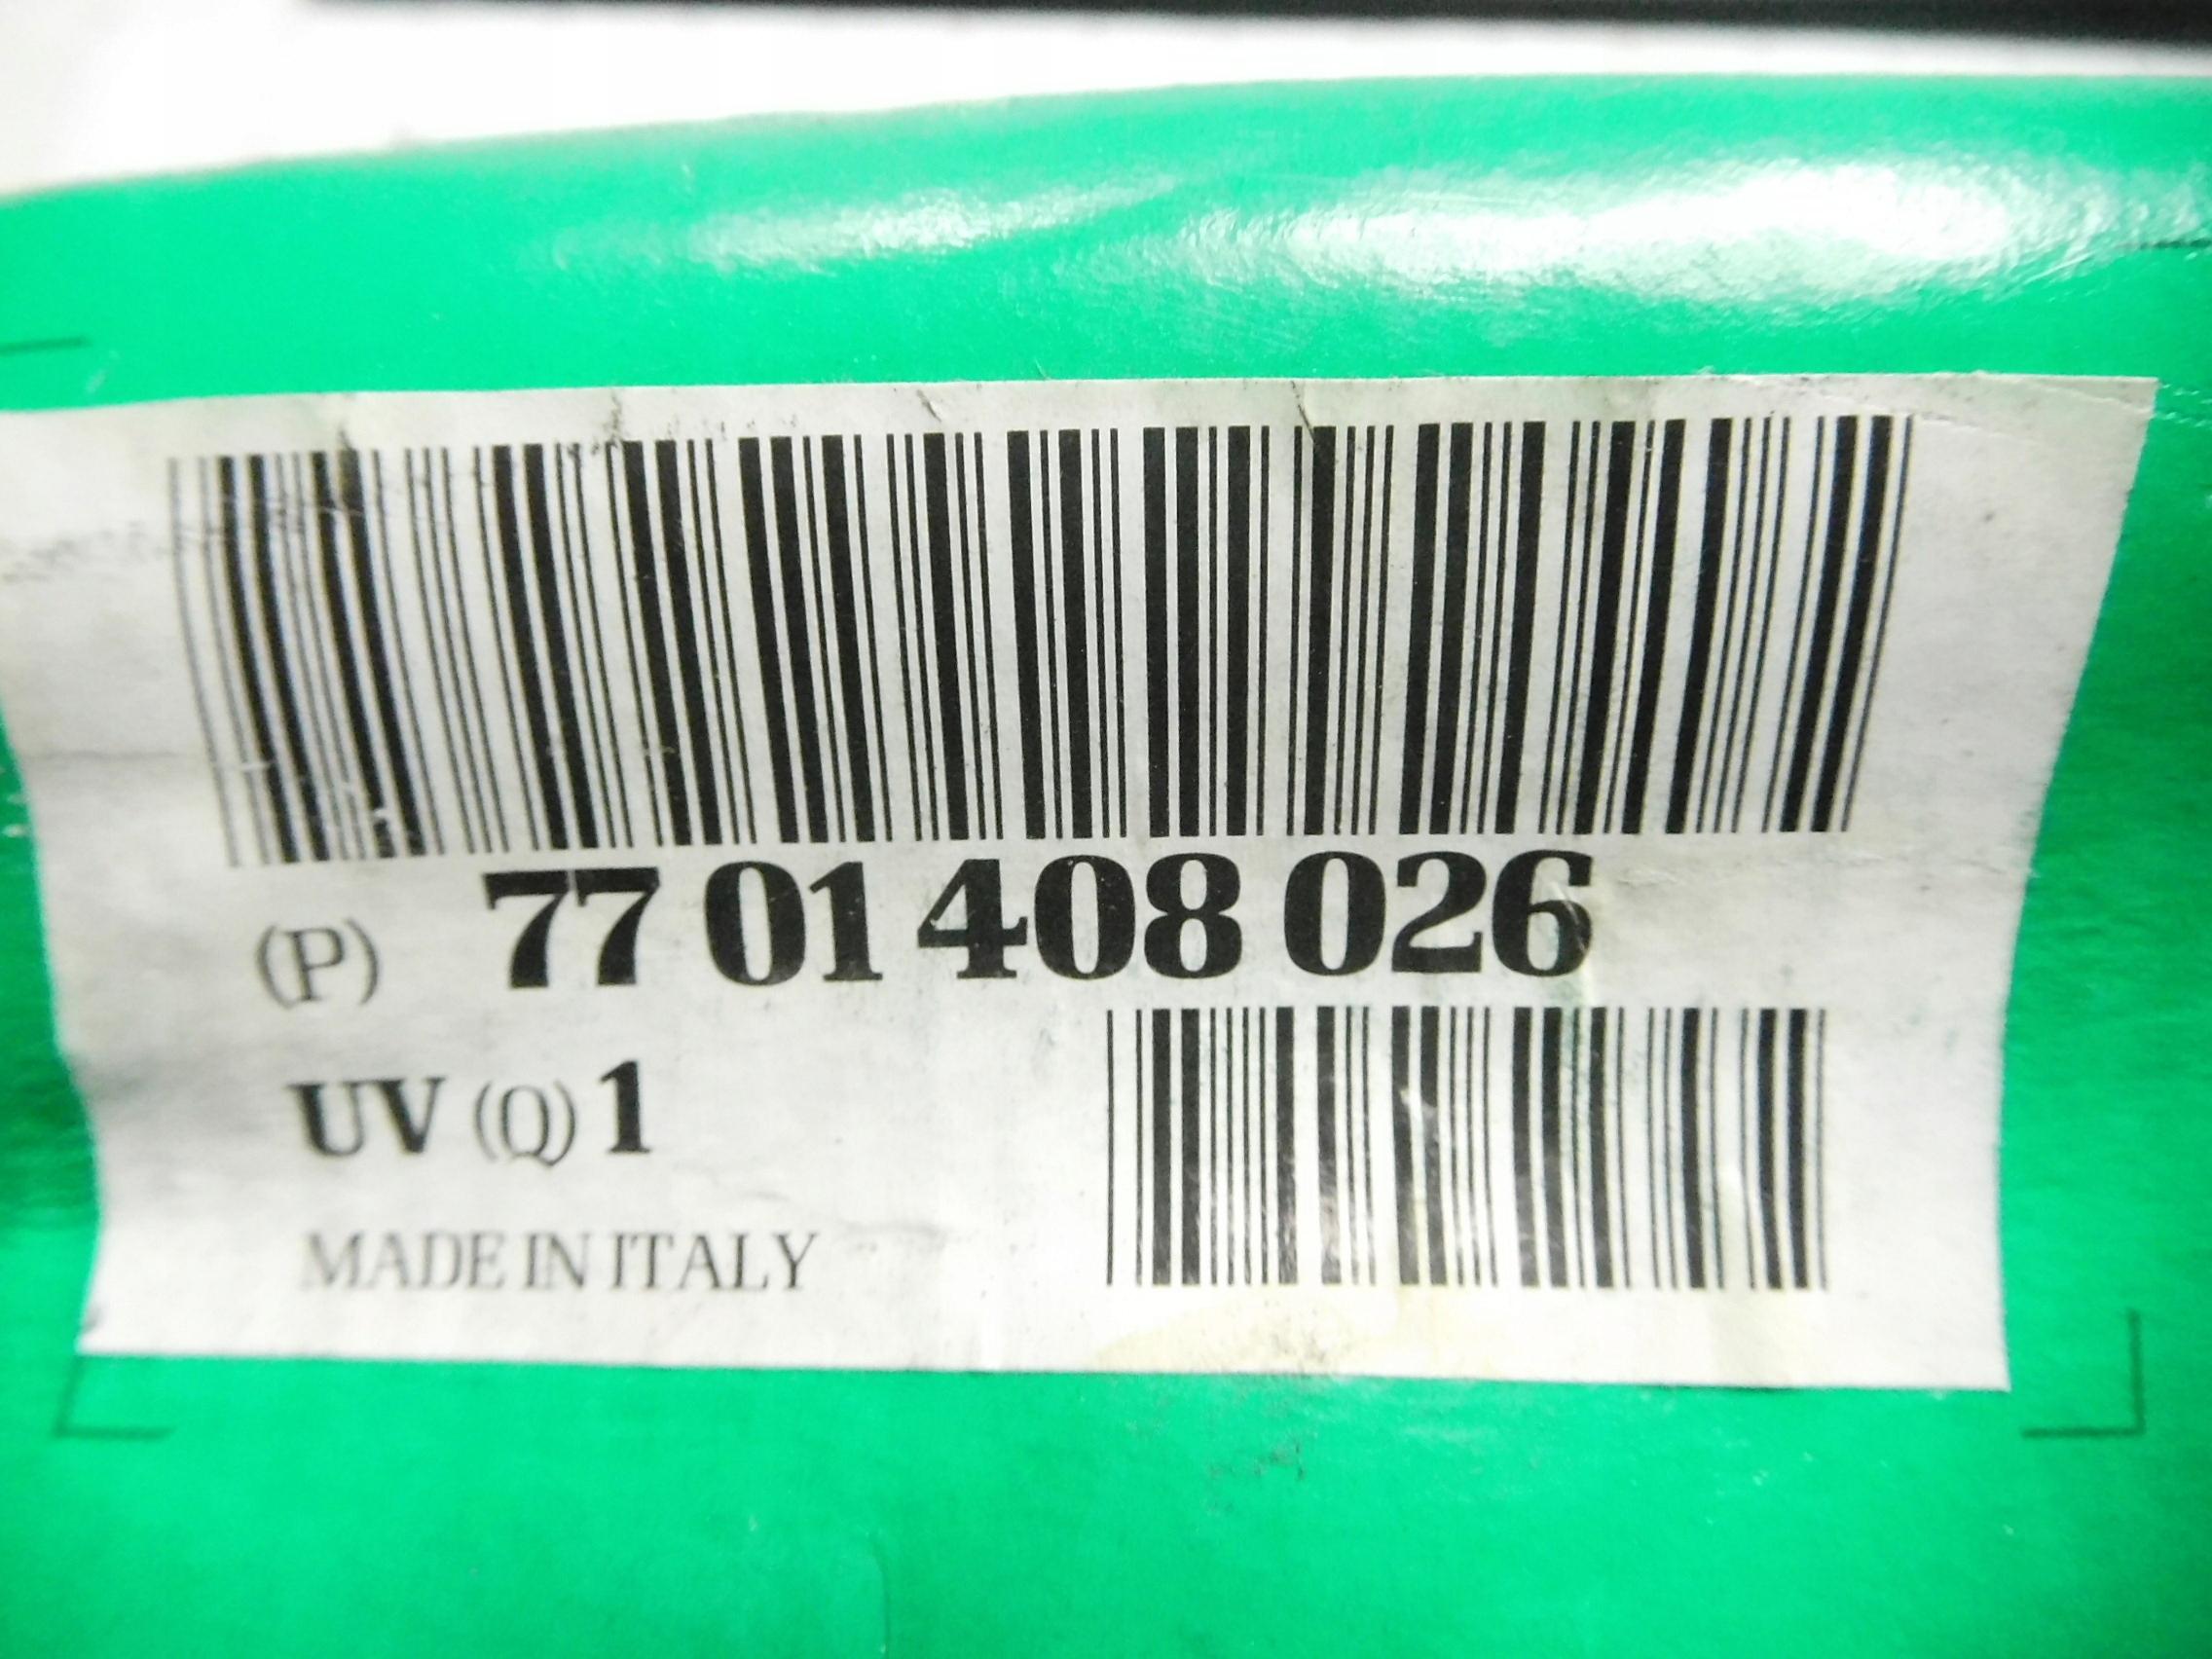 (P) 77 01 408 026
UV (Q) 1
MADE IN ITALY